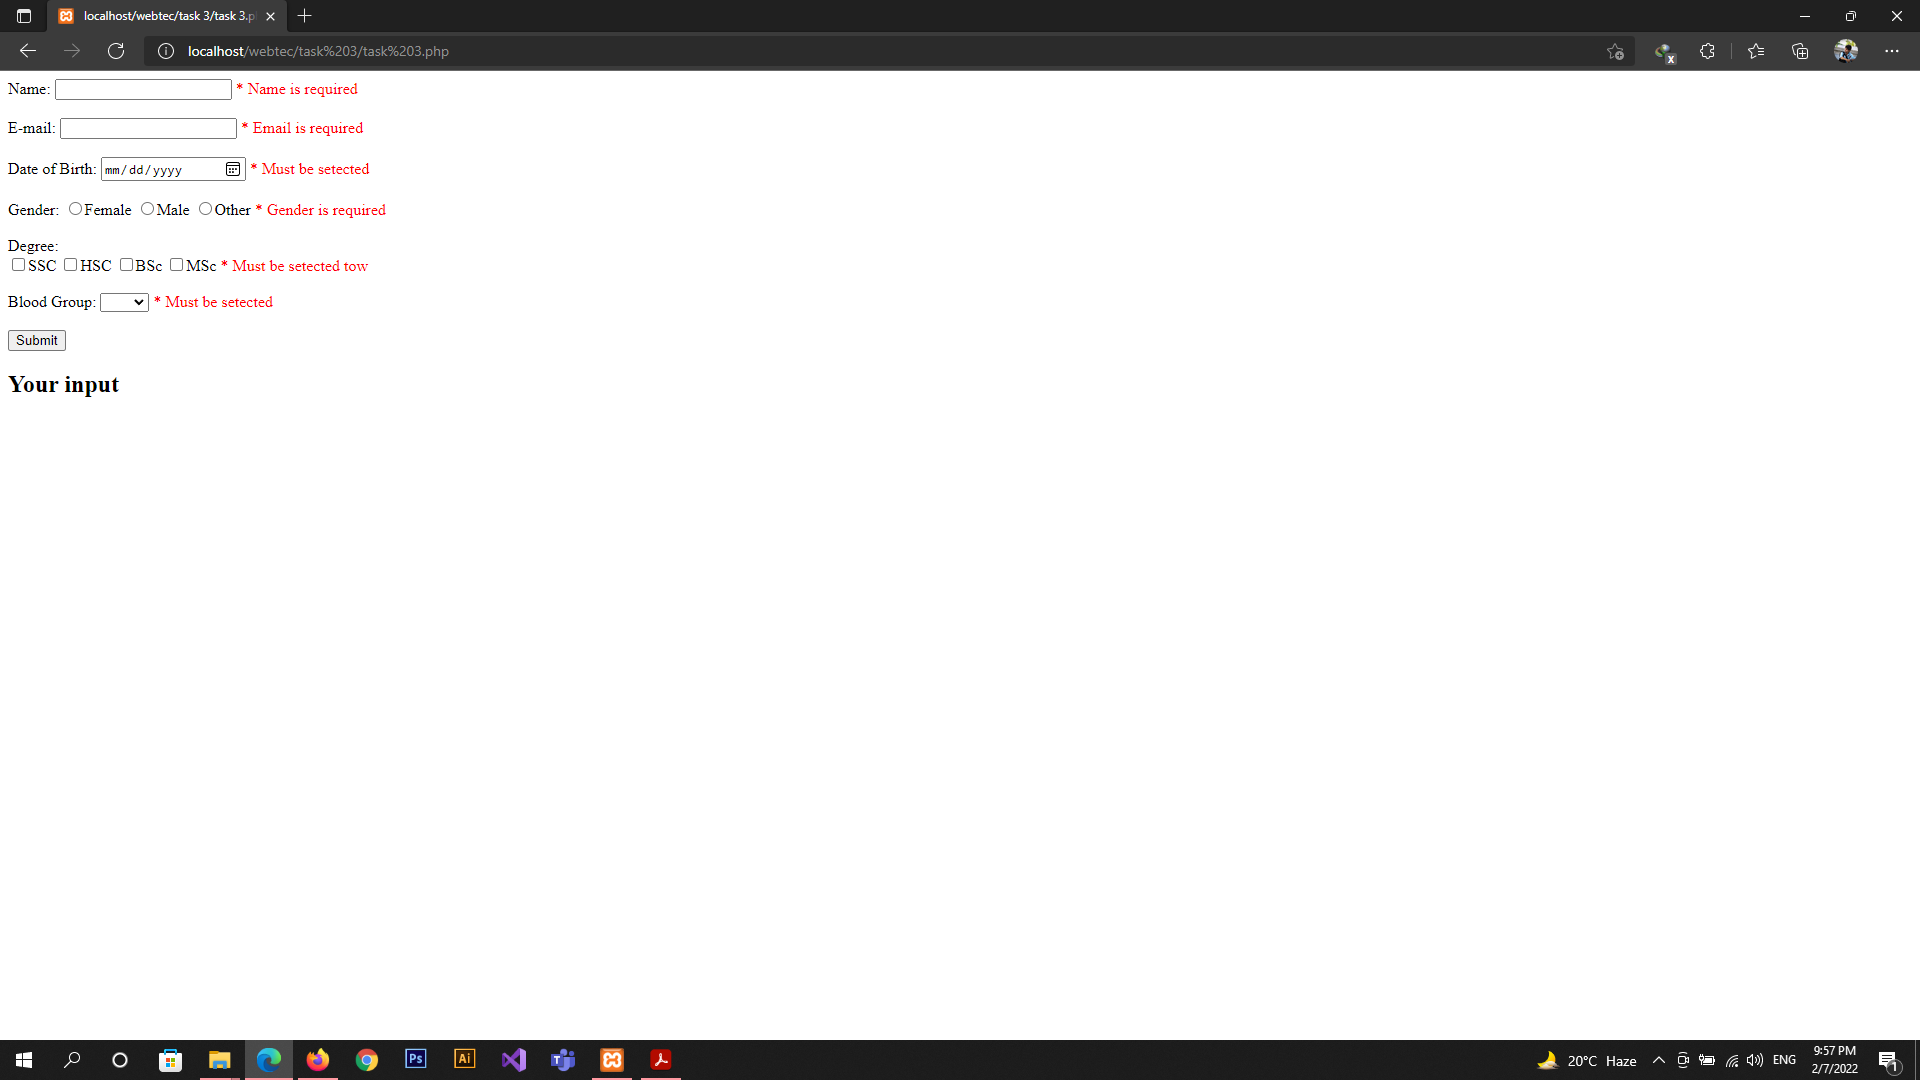 localhost/webtec/task 3/task 3.p
localhost/webtec/task%203/task%203.php
Name: * Name is required
E-mail: * Email is required
Date of Birth: mm/dd/yyyy * Must be setected
Gender: Female Male Other * Gender is required
Degree:
SSC HSC BSc MSc * Must be setected tow
Blood Group: * Must be setected
Submit
Your input
Ps Ai T 20°C Haze ENG 9:57 PM
2/7/2022 1